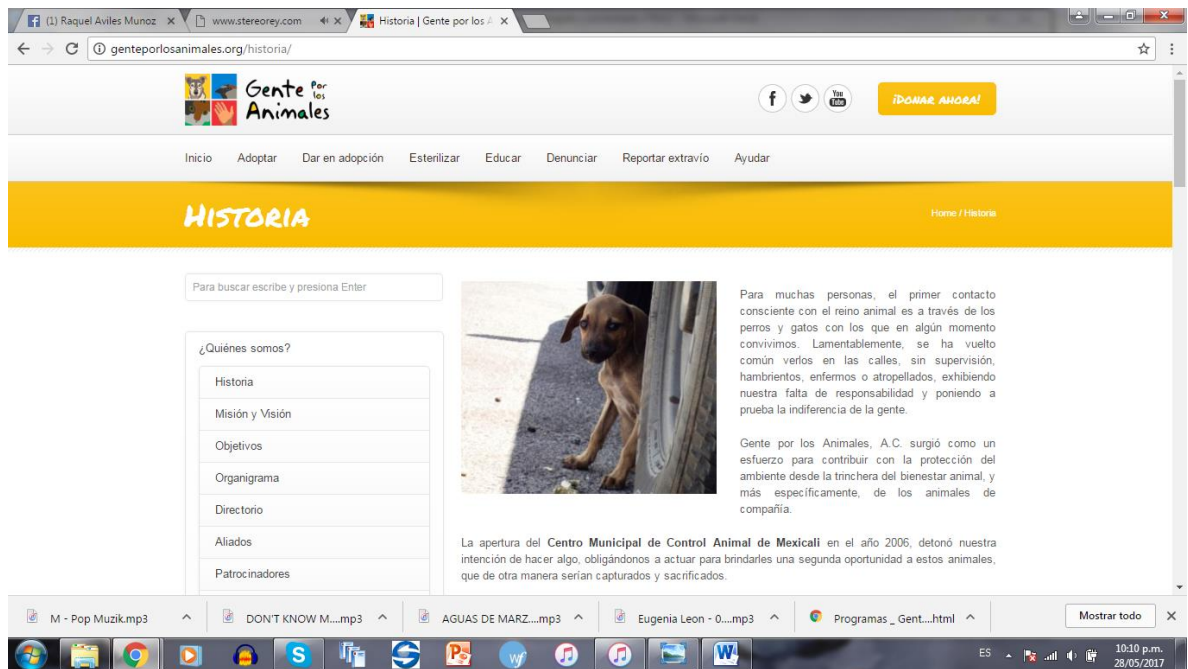 (1) Raquel Aviles Munoz
www.stereorey.com
Historia | Gente por los A
genteporlosanimales.org/historia/
Gente Por los
Animales
You
Tube
¡DONAR AHORA!
Inicio Adoptar Dar en adopción Esterilizar Educar Denunciar Reportar extravío Ayudar
HISTORIA
Home / Historia
Para buscar escribe y presiona Enter
¿Quiénes somos?
Historia
Misión y Visión
Objetivos
Organigrama
Directorio
Aliados
Patrocinadores
Para muchas personas, el primer contacto
consciente con el reino animal es a través de los
perros y gatos con los que en algún momento
convivimos. Lamentablemente, se ha vuelto
común verlos en las calles, sin supervisión,
hambrientos, enfermos o atropellados, exhibiendo
nuestra falta de responsabilidad y poniendo a
prueba la indiferencia de la gente.
Gente por los Animales, A.C. surgió como un
esfuerzo para contribuir con la protección del
ambiente desde la trinchera del bienestar animal, y
más específicamente, de los animales de
compañía.
La apertura del Centro Municipal de Control Animal de Mexicali en el año 2006, detonó nuestra
intención de hacer algo, obligándonos a actuar para brindarles una segunda oportunidad a estos animales,
que de otra manera serían capturados y sacrificados.
M - Pop Muzik.mp3
DON'T KNOW M....mp3
AGUAS DE MARZ....mp3
Eugenia Leon - 0....mp3
Programas _ Gent....html
Mostrar todo
ES
10:10 p.m.
28/05/2017